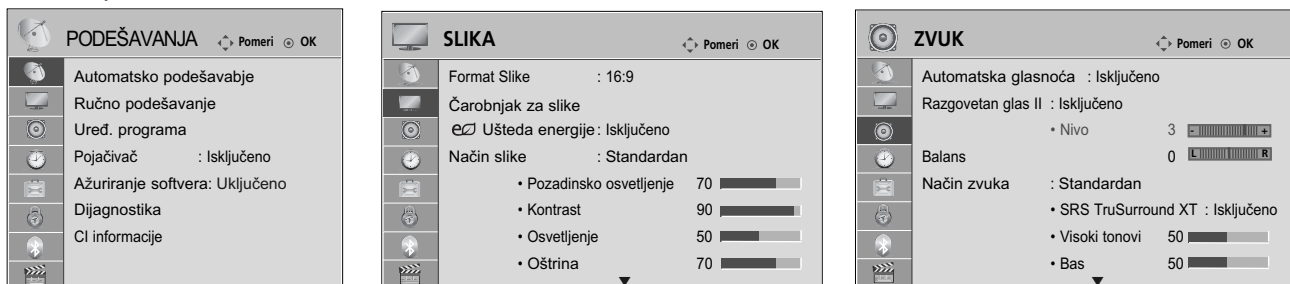 PODEŠAVANJA Pomeri OK
Automatsko podešavabje
Ručno podešavanje
Uređ. programa
Pojačivač : Isključeno
Ažuriranje softvera: Uključeno
Dijagnostika
CI informacije
SLIKA Pomeri OK
Format Slike : 16:9
Čarobnjak za slike
e Ušteda energije : Isključeno
Način slike : Standardan
• Pozadinsko osvetljenje 70
• Kontrast 90
• Osvetljenje 50
• Oštrina 70
ZVUK Pomeri OK
Automatska glasnoća : Isključeno
Razgovetan glas II : Isključeno
• Nivo 3 - +
Balans 0 L R
Način zvuka : Standardan
• SRS TruSurround XT : Isključeno
• Visoki tonovi 50
• Bas 50